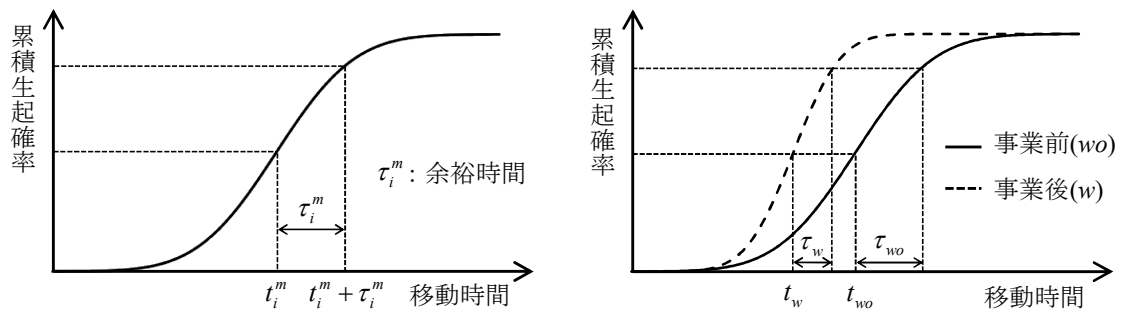 累積生起確率
τ_i^m : 余裕時間
τ_i^m
t_i^m t_i^m + τ_i^m 移動時間
累積生起確率
事業前(wo)
事業後(w)
τ_w τ_wo
t_w t_wo 移動時間